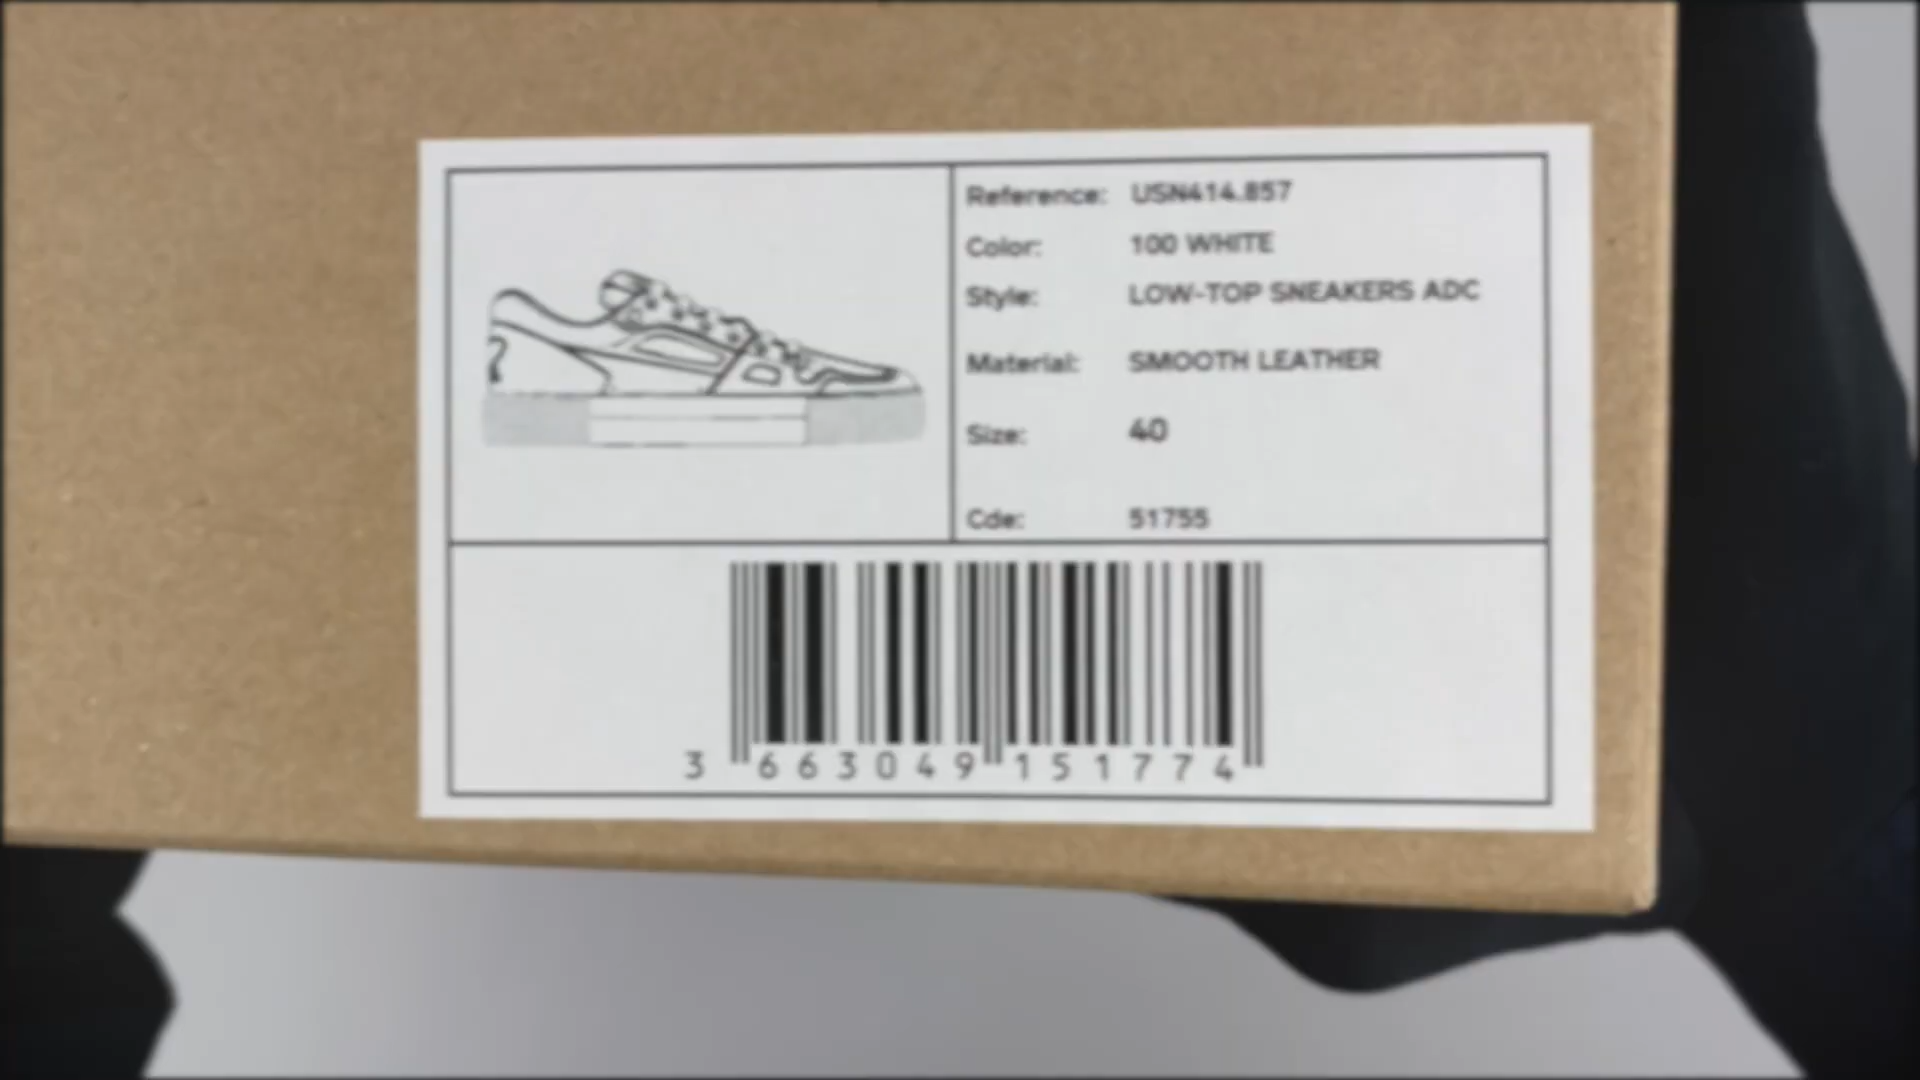 Reference: USN414.857
Color: 100 WHITE
Style: LOW-TOP SNEAKERS ADC
Material: SMOOTH LEATHER
Size: 40
Cde: 51755
3 663049 151774